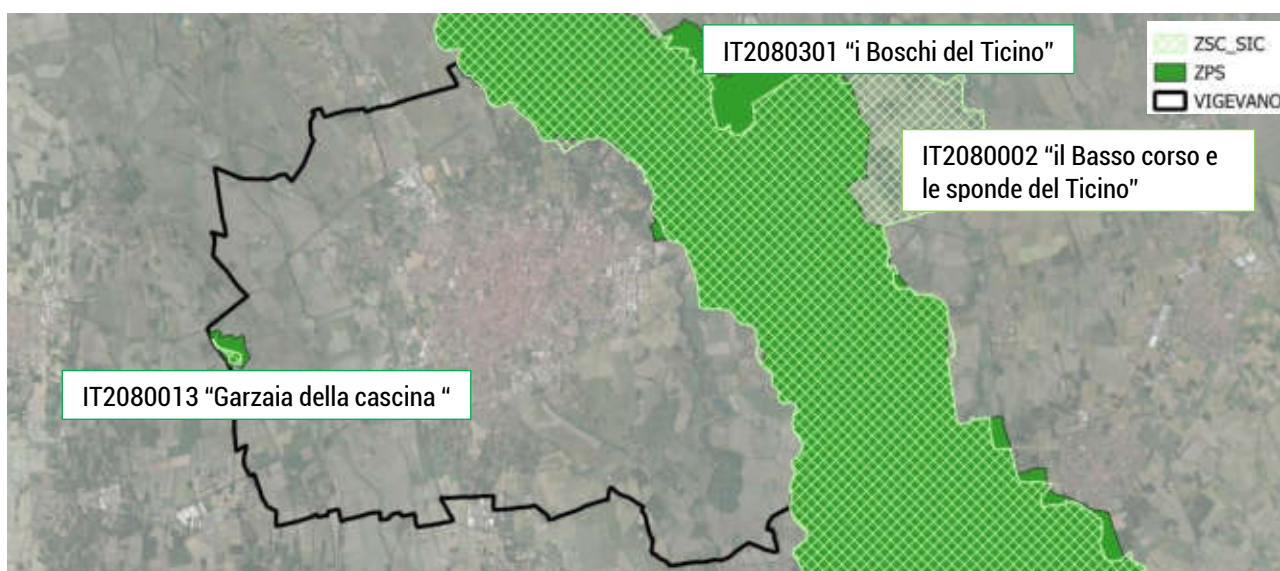 IT2080301 “i Boschi del Ticino”
ZSC_SIC
ZPS
VIGEVANO
IT2080002 “il Basso corso e
le sponde del Ticino”
IT2080013 “Garzaia della cascina “